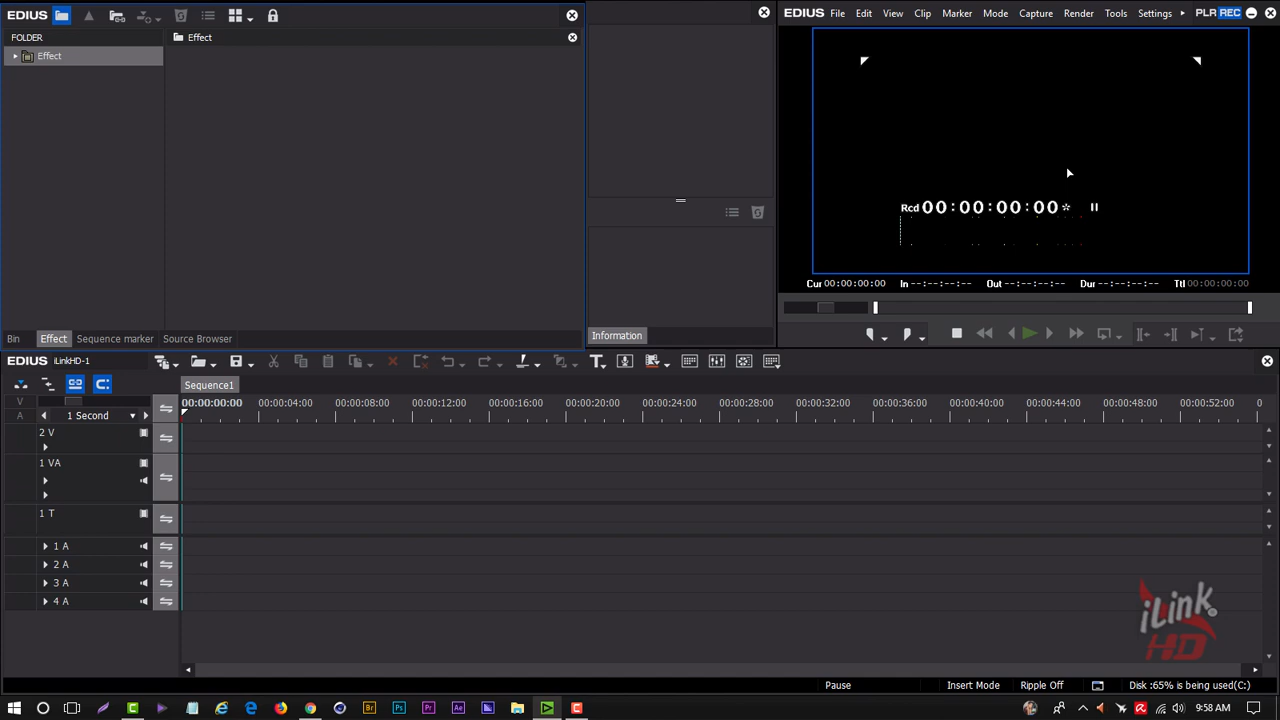 EDIUS
FOLDER
Effect
Effect
Bin
Effect
Sequence marker
Source Browser
Information
EDIUS File Edit View Clip Marker Mode Capture Render Tools Settings PLR REC
Rcd 00:00:00:00* II
Cur 00:00:00:00 In --:--:--:-- Out --:--:--:-- Dur --:--:--:-- Ttl 00:00:00:00
EDIUS iLinkHD-1
Sequence1
V
A
1 Second
00:00:00:00 00:00:04:00 00:00:08:00 00:00:12:00 00:00:16:00 00:00:20:00 00:00:24:00 00:00:28:00 00:00:32:00 00:00:36:00 00:00:40:00 00:00:44:00 00:00:48:00 00:00:52:00 0
2 V
1 VA
1 T
1 A
2 A
3 A
4 A
iLink
HD
Pause Insert Mode Ripple Off Disk :65% is being used(C:)
Br Ps Pr Ae 9:58 AM